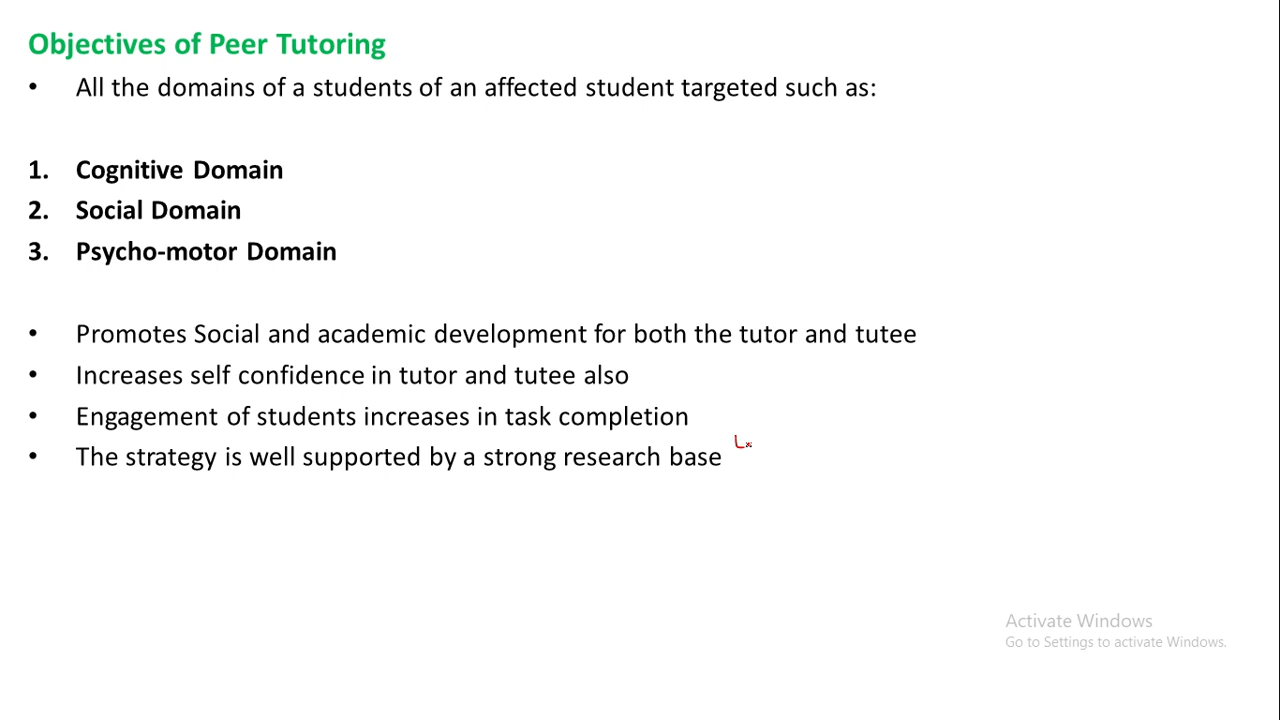 Objectives of Peer Tutoring
• All the domains of a students of an affected student targeted such as:
1. Cognitive Domain
2. Social Domain
3. Psycho-motor Domain
• Promotes Social and academic development for both the tutor and tutee
• Increases self confidence in tutor and tutee also
• Engagement of students increases in task completion
• The strategy is well supported by a strong research base
Activate Windows
Go to Settings to activate Windows.